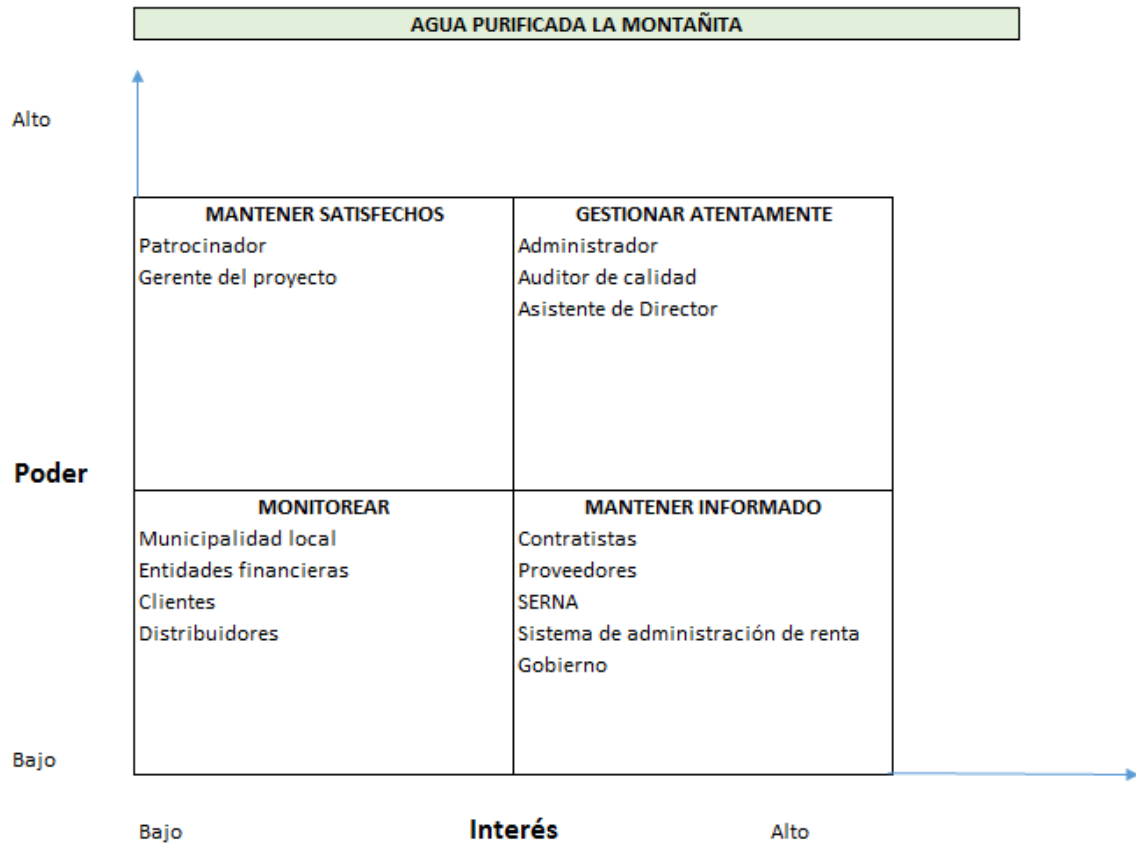 AGUA PURIFICADA LA MONTAÑITA
Alto
MANTENER SATISFECHOS
Patrocinador
Gerente del proyecto
GESTIONAR ATENTAMENTE
Administrador
Auditor de calidad
Asistente de Director
Poder
MONITOREAR
Municipalidad local
Entidades financieras
Clientes
Distribuidores
MANTENER INFORMADO
Contratistas
Proveedores
SERNA
Sistema de administración de renta
Gobierno
Bajo
Bajo
Interés
Alto